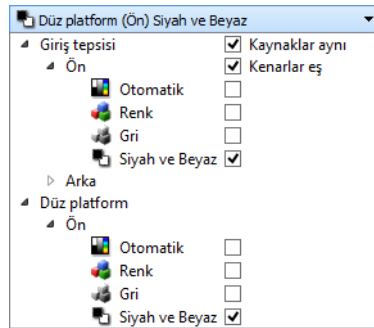 Düz platform (Ön) Siyah ve Beyaz
Giriş tepsisi Kaynaklar aynı
Ön Kenarlar eş
Otomatik
Renk
Gri
Siyah ve Beyaz
Arka
Düz platform
Ön
Otomatik
Renk
Gri
Siyah ve Beyaz